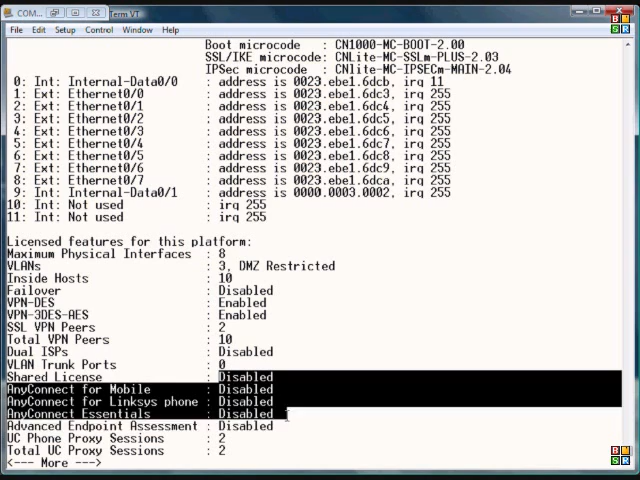 COM... Term VT
File Edit Setup Control Window Help
Boot microcode : CN1000-MC-BOOT-2.00
SSL/IKE microcode : CNLite-MC-SSLm-PLUS-2.03
IPSec microcode : CNlite-MC-IPSECm-MAIN-2.04
0: Int: Internal-Data0/0 : address is 0023.ebe1.6dcb, irq 11
1: Ext: Ethernet0/0 : address is 0023.ebe1.6dc3, irq 255
2: Ext: Ethernet0/1 : address is 0023.ebe1.6dc4, irq 255
3: Ext: Ethernet0/2 : address is 0023.ebe1.6dc5, irq 255
4: Ext: Ethernet0/3 : address is 0023.ebe1.6dc6, irq 255
5: Ext: Ethernet0/4 : address is 0023.ebe1.6dc7, irq 255
6: Ext: Ethernet0/5 : address is 0023.ebe1.6dc8, irq 255
7: Ext: Ethernet0/6 : address is 0023.ebe1.6dc9, irq 255
8: Ext: Ethernet0/7 : address is 0023.ebe1.6dca, irq 255
9: Int: Internal-Data0/1 : address is 0000.0003.0002, irq 255
10: Int: Not used : irq 255
11: Int: Not used : irq 255
Licensed features for this platform:
Maximum Physical Interfaces : 8
VLANs : 3, DMZ Restricted
Inside Hosts : 10
Failover : Disabled
VPN-DES : Enabled
VPN-3DES-AES : Enabled
SSL VPN Peers : 2
Total VPN Peers : 10
Dual ISPs : Disabled
VLAN Trunk Ports : 0
Shared License : Disabled
AnyConnect for Mobile : Disabled
AnyConnect for Linksys phone : Disabled
AnyConnect Essentials : Disabled
Advanced Endpoint Assessment : Disabled
UC Phone Proxy Sessions : 2
Total UC Proxy Sessions : 2
<--- More --->
B
S R
B
S R